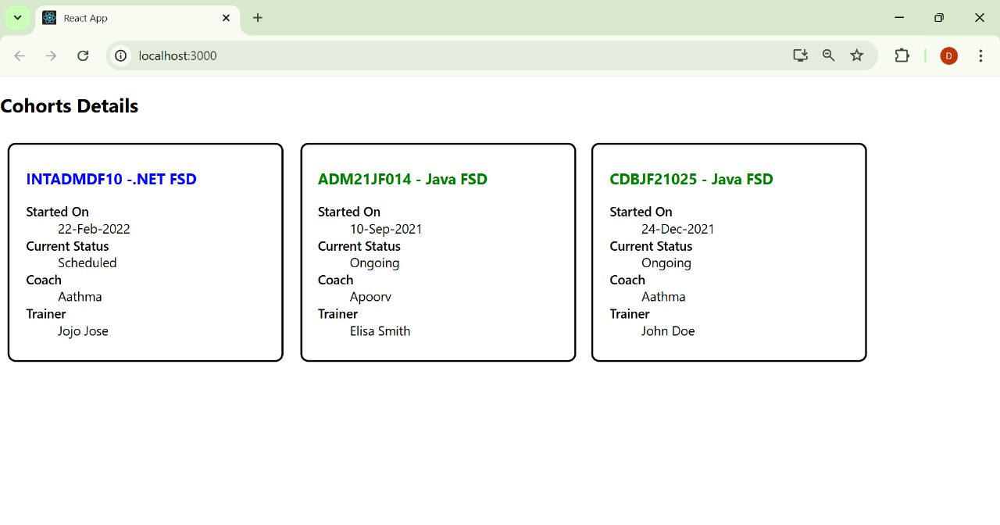 React App
localhost:3000
D
Cohorts Details
INTADMDF10 -.NET FSD
Started On
22-Feb-2022
Current Status
Scheduled
Coach
Aathma
Trainer
Jojo Jose
ADM21JF014 - Java FSD
Started On
10-Sep-2021
Current Status
Ongoing
Coach
Apoorv
Trainer
Elisa Smith
CDBJF21025 - Java FSD
Started On
24-Dec-2021
Current Status
Ongoing
Coach
Aathma
Trainer
John Doe